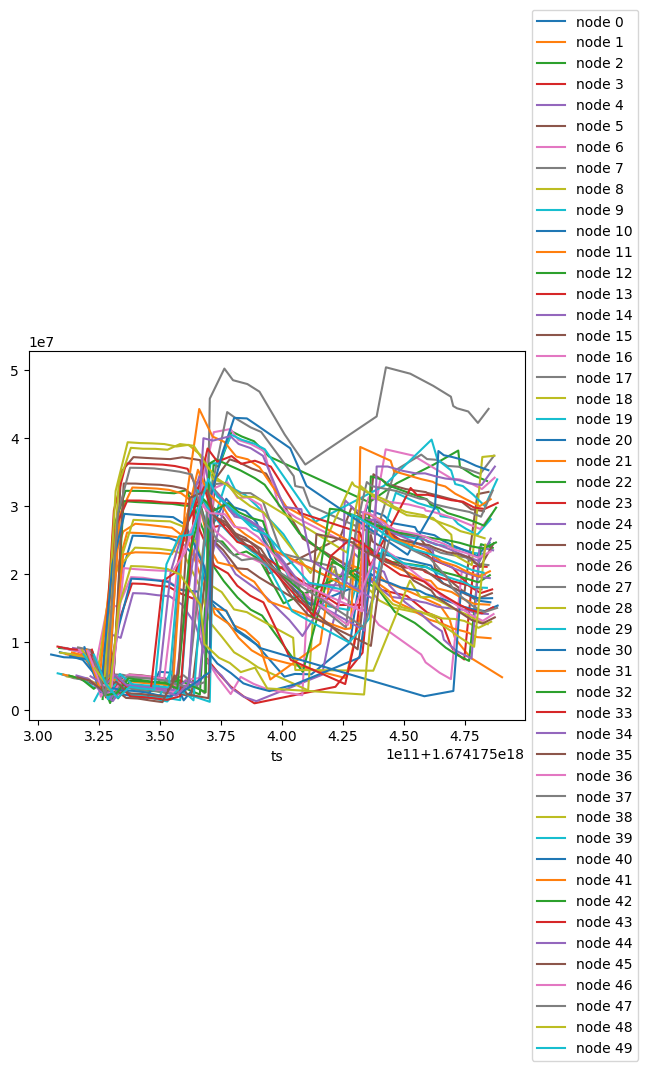 1e7
5
4
3
2
1
0
3.00 3.25 3.50 3.75 4.00 4.25 4.50 4.75
1e11+1.674175e18
ts
node 0
node 1
node 2
node 3
node 4
node 5
node 6
node 7
node 8
node 9
node 10
node 11
node 12
node 13
node 14
node 15
node 16
node 17
node 18
node 19
node 20
node 21
node 22
node 23
node 24
node 25
node 26
node 27
node 28
node 29
node 30
node 31
node 32
node 33
node 34
node 35
node 36
node 37
node 38
node 39
node 40
node 41
node 42
node 43
node 44
node 45
node 46
node 47
node 48
node 49